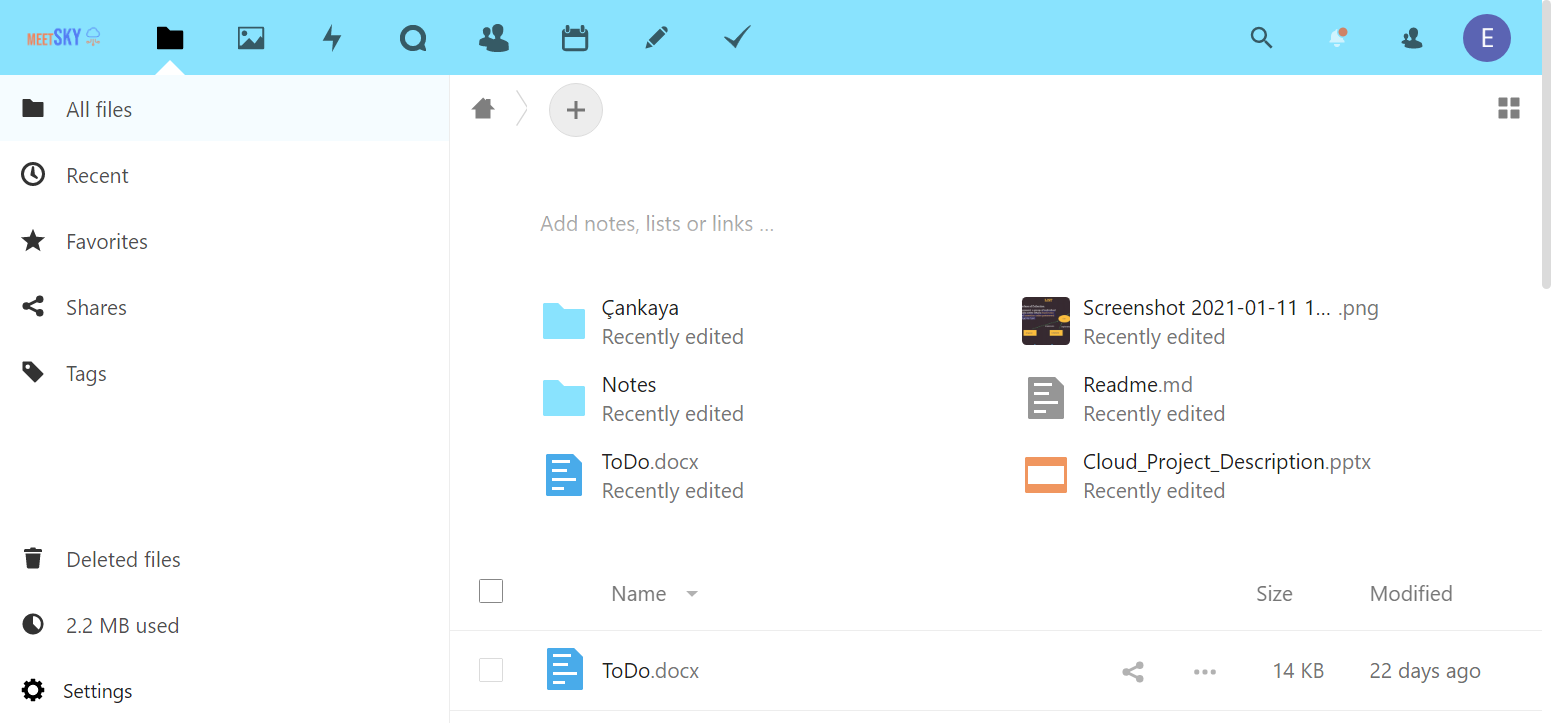 MEETSKY
E
All files
Recent
Favorites
Shares
Tags
Deleted files
2.2 MB used
Settings
Add notes, lists or links ...
Çankaya
Recently edited
Screenshot 2021-01-11 1... .png
Recently edited
Notes
Recently edited
Readme.md
Recently edited
ToDo.docx
Recently edited
Cloud_Project_Description.pptx
Recently edited
Name Size Modified
ToDo.docx 14 KB 22 days ago